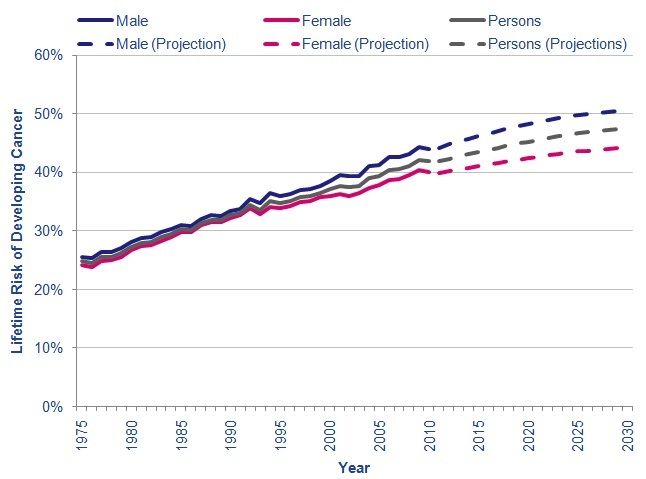 Male Female Persons
Male (Projection) Female (Projection) Persons (Projections)
60%
50%
40%
30%
20%
10%
0%
Lifetime Risk of Developing Cancer
1975 1980 1985 1990 1995 2000 2005 2010 2015 2020 2025 2030
Year